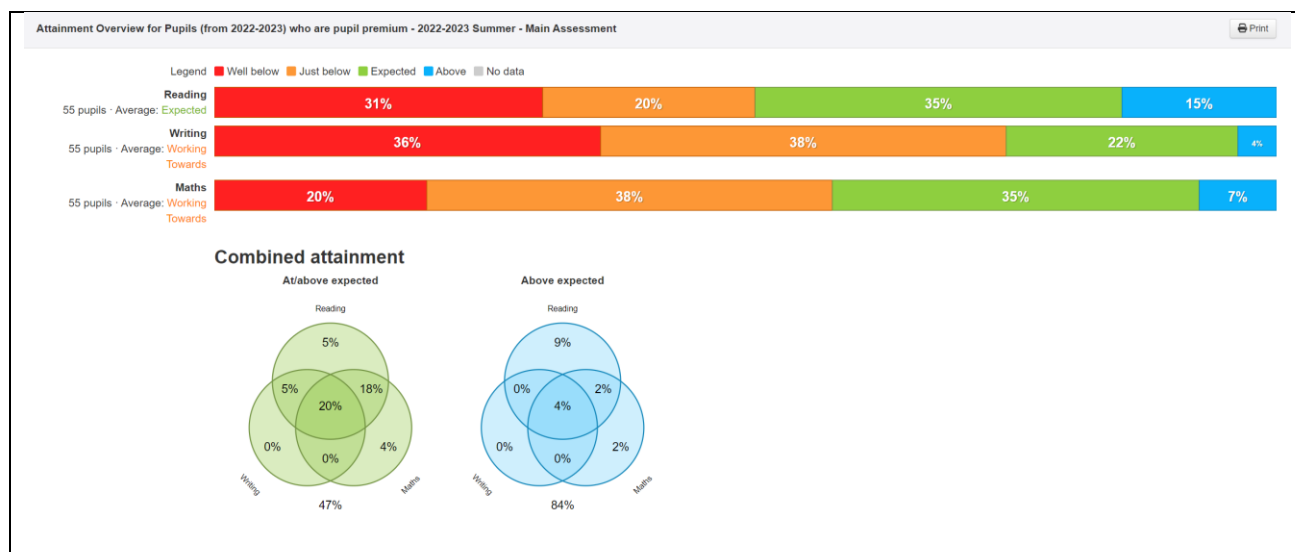 Attainment Overview for Pupils (from 2022-2023) who are pupil premium - 2022-2023 Summer - Main Assessment
Print
Legend Well below Just below Expected Above No data
Reading
55 pupils · Average: Expected
31% 20% 35% 15%
Writing
55 pupils · Average: Working
Towards
36% 38% 22% 4%
Maths
55 pupils · Average: Working
Towards
20% 38% 35% 7%
Combined attainment
At/above expected
Reading
5%
5% 18%
20%
0% 4%
0%
Writing Maths
47%
Above expected
Reading
9%
0% 2%
4%
0% 2%
0%
Writing Maths
84%